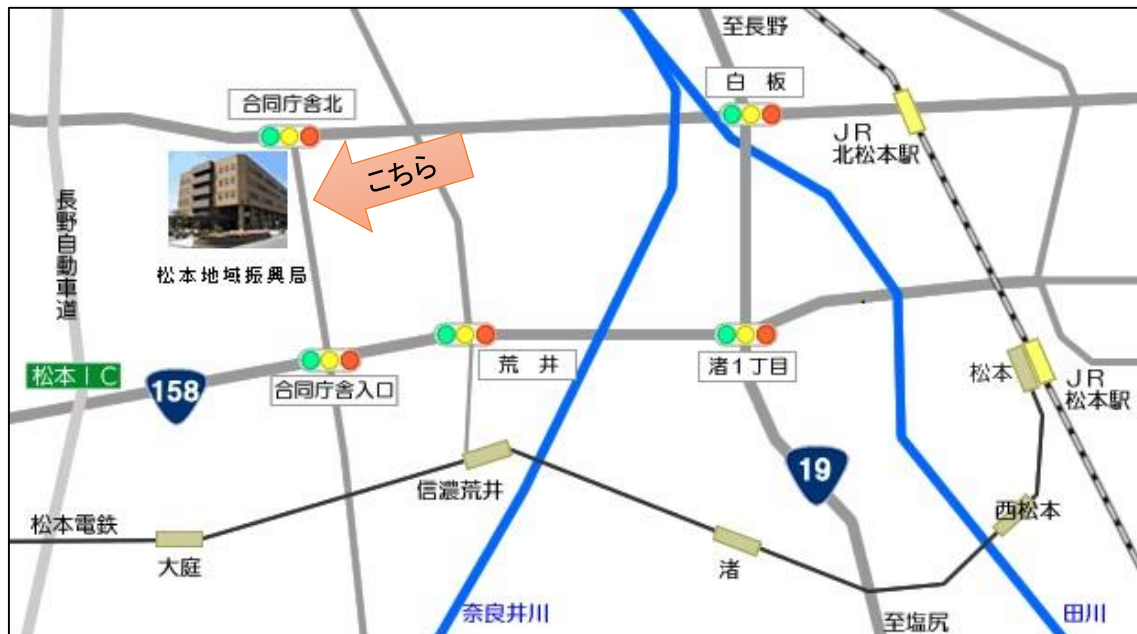 至長野
白板
合同庁舎北
JR
北松本駅
こちら
長野自動車道
松本地域振興局
荒井
渚1丁目
松本IC
158
合同庁舎入口
松本
JR
松本駅
19
信濃荒井
西松本
松本電鉄
大庭
渚
奈良井川
至塩尻
田川